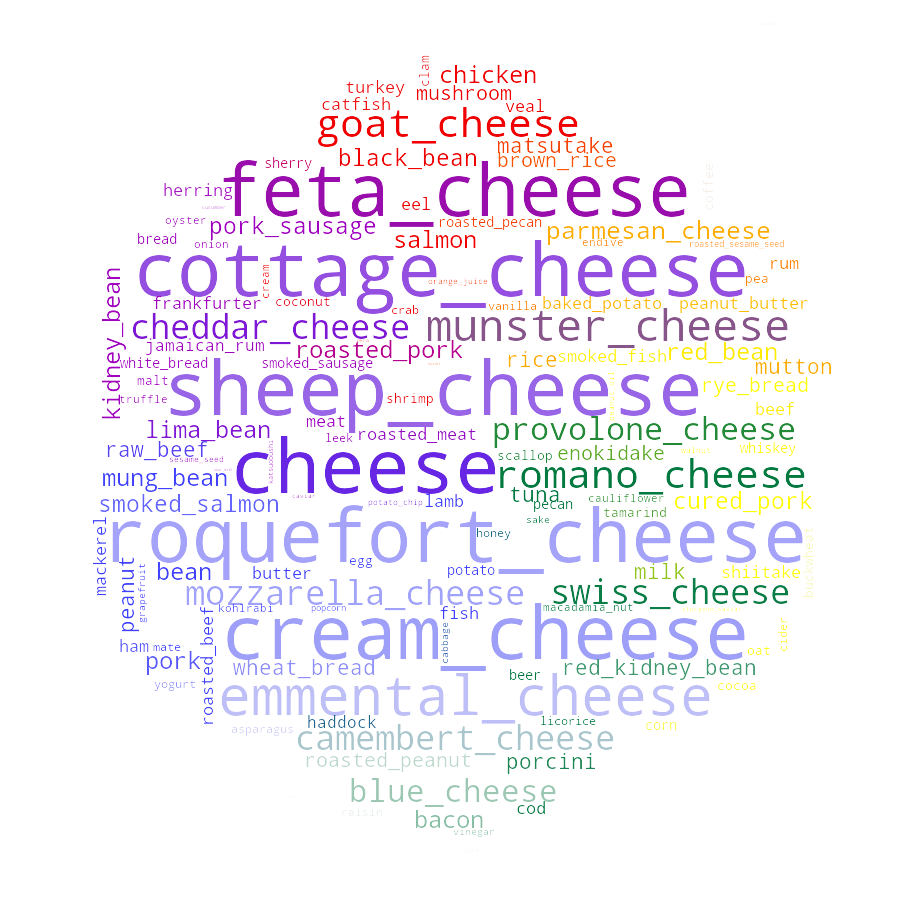 clam
chicken
turkey
mushroom
catfish
veal
goat_cheese
matsutake
black_bean
brown_rice
sherry
feta_cheese
coffee
herring
eel
oyster
pork_sausage
roasted_pecan
parmesan_cheese
bread
onion
salmon
endive
roasted_sesame_seed
cottage_cheese
rum
cream
orange_juice
pea
kidney_bean
frankfurter
coconut
crab
vanilla
baked_potato
peanut_butter
cheddar_cheese
munster_cheese
jamaican_rum
roasted_pork
rice
smoked_fish
red_bean
white_bread
smoked_sausage
mutton
malt
sheep_cheese
rye_bread
truffle
shrimp
beef
lima_bean
meat
provolone_cheese
leek
roasted_meat
raw_beef
katsuobushi
cheese
scallop
enokidake
whiskey
sesame_seed
mung_bean
romano_cheese
smoked_salmon
caviar
potato_chip
lamb
tuna
pecan
cauliflower
cured_pork
tamarind
mackerel
roquefort_cheese
sake
honey
buckwheat
peanut
grapefruit
bean
butter
egg
potato
milk
shiitake
mozzarella_cheese
swiss_cheese
kohlrabi
popcorn
fish
macadamia_nut
roasted_beef
cream_cheese
cabbage
cider
ham
mate
oat
pork
wheat_bread
beer
red_kidney_bean
yogurt
emmental_cheese
cocoa
haddock
licorice
corn
asparagus
camembert_cheese
roasted_peanut
porcini
blue_cheese
raisin
cod
bacon
vinegar